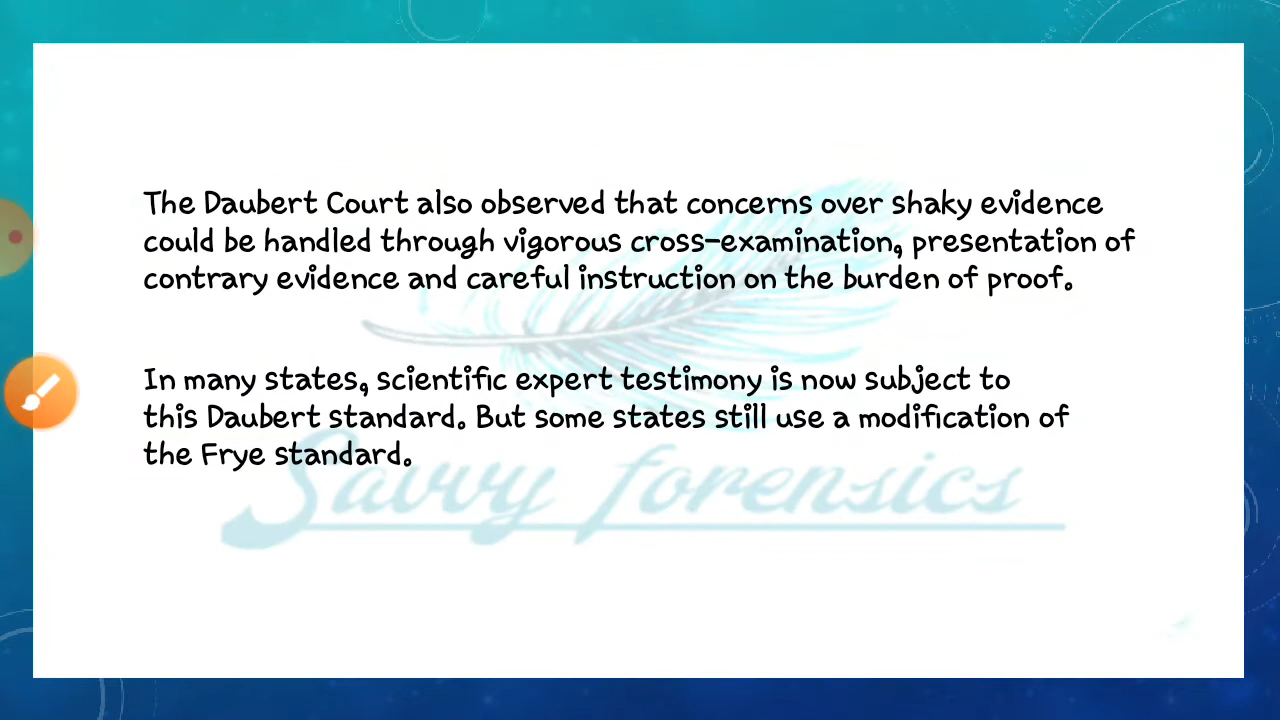 The Daubert Court also observed that concerns over shaky evidence
could be handled through vigorous cross-examination, presentation of
contrary evidence and careful instruction on the burden of proof.
In many states, scientific expert testimony is now subject to
this Daubert standard. But some states still use a modification of
the Frye standard.
Savvy forensics